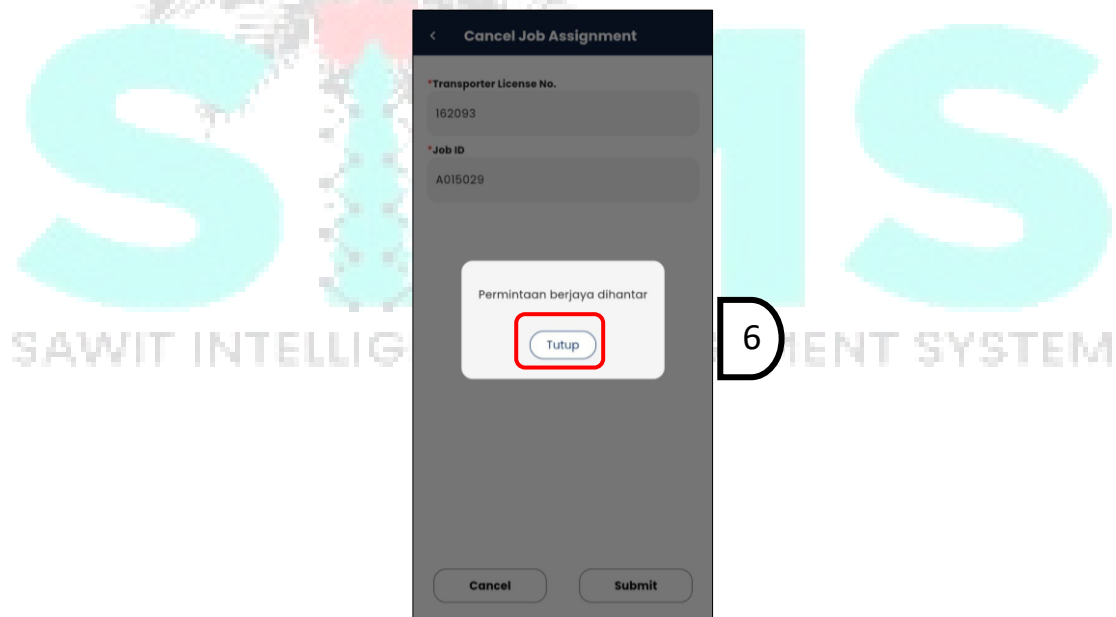 SIMS
SAWIT INTELLIG MENT SYSTEM
< Cancel Job Assignment
*Transporter License No.
162093
*Job ID
A015029
Permintaan berjaya dihantar
Tutup
6
Cancel Submit